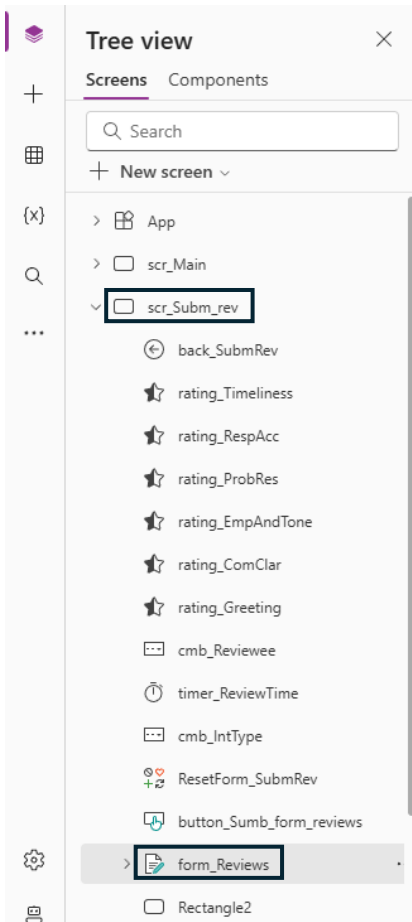 Tree view
Screens Components
Search
New screen
{x}
App
scr_Main
scr_Subm_rev
back_SubmRev
rating_Timeliness
rating_RespAcc
rating_ProbRes
rating_EmpAndTone
rating_ComClar
rating_Greeting
cmb_Reviewee
timer_ReviewTime
cmb_IntType
ResetForm_SubmRev
button_Sumb_form_reviews
form_Reviews
Rectangle2